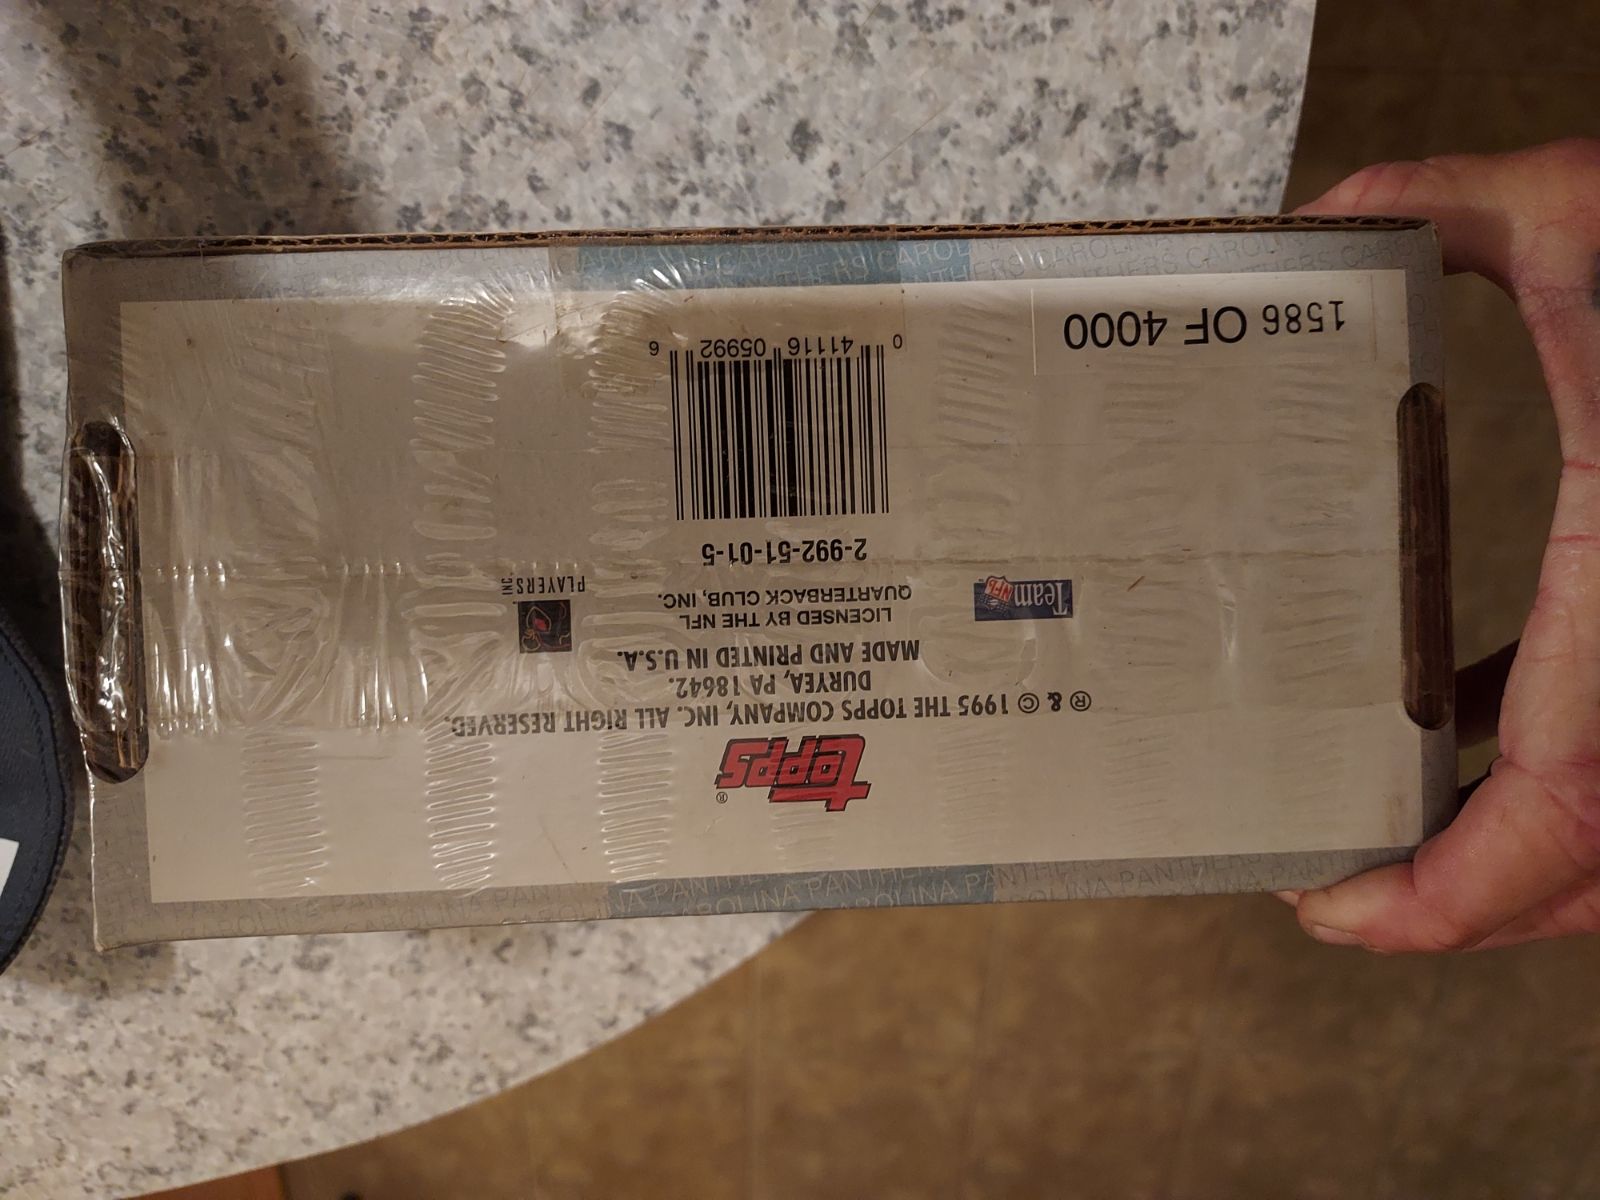 CAROLINA PANTHERS CAROLINA PANTHERS
topps®
® & © 1995 THE TOPPS COMPANY, INC. ALL RIGHT RESERVED.
DURYEA, PA 18642.
MADE AND PRINTED IN U.S.A.
Team NFL
LICENSED BY THE NFL
QUARTERBACK CLUB, INC.
PLAYERS INC.
2-992-51-01-5
0 41116 05992 6
1586 OF 4000
CAROLINA PANTHERS CAROLINA